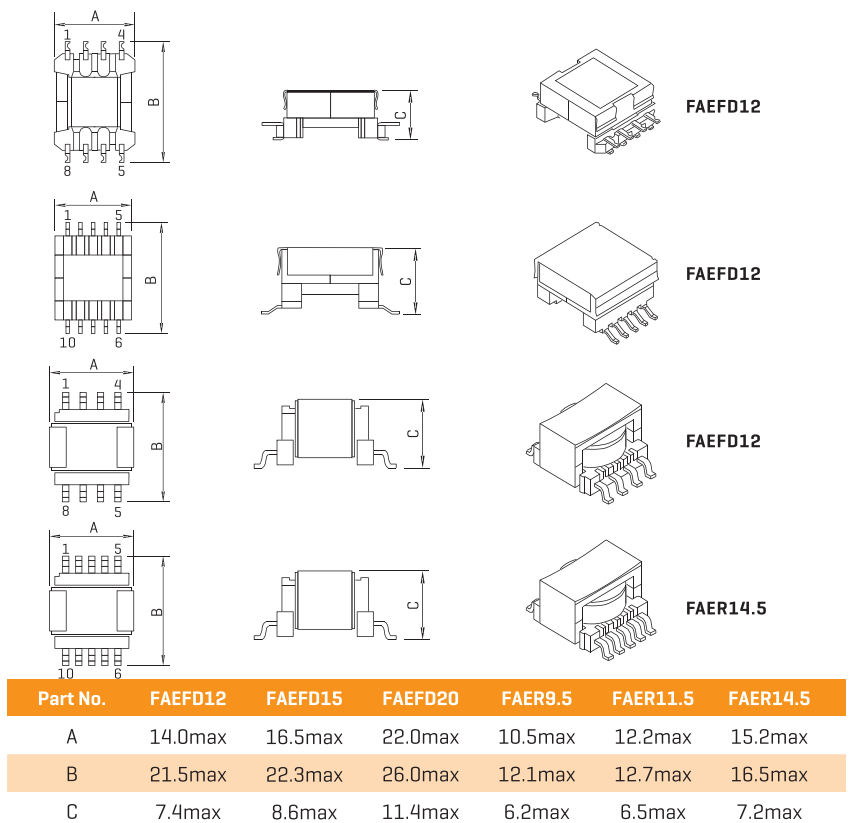 A
1 4
B
C
8 5
FAEFD12
A
1 5
B
C
10 6
FAEFD12
A
1 4
B
C
8 5
FAEFD12
A
1 5
B
C
10 6
FAER14.5
Part No. FAEFD12 FAEFD15 FAEFD20 FAER9.5 FAER11.5 FAER14.5
A 14.0max 16.5max 22.0max 10.5max 12.2max 15.2max
B 21.5max 22.3max 26.0max 12.1max 12.7max 16.5max
C 7.4max 8.6max 11.4max 6.2max 6.5max 7.2max